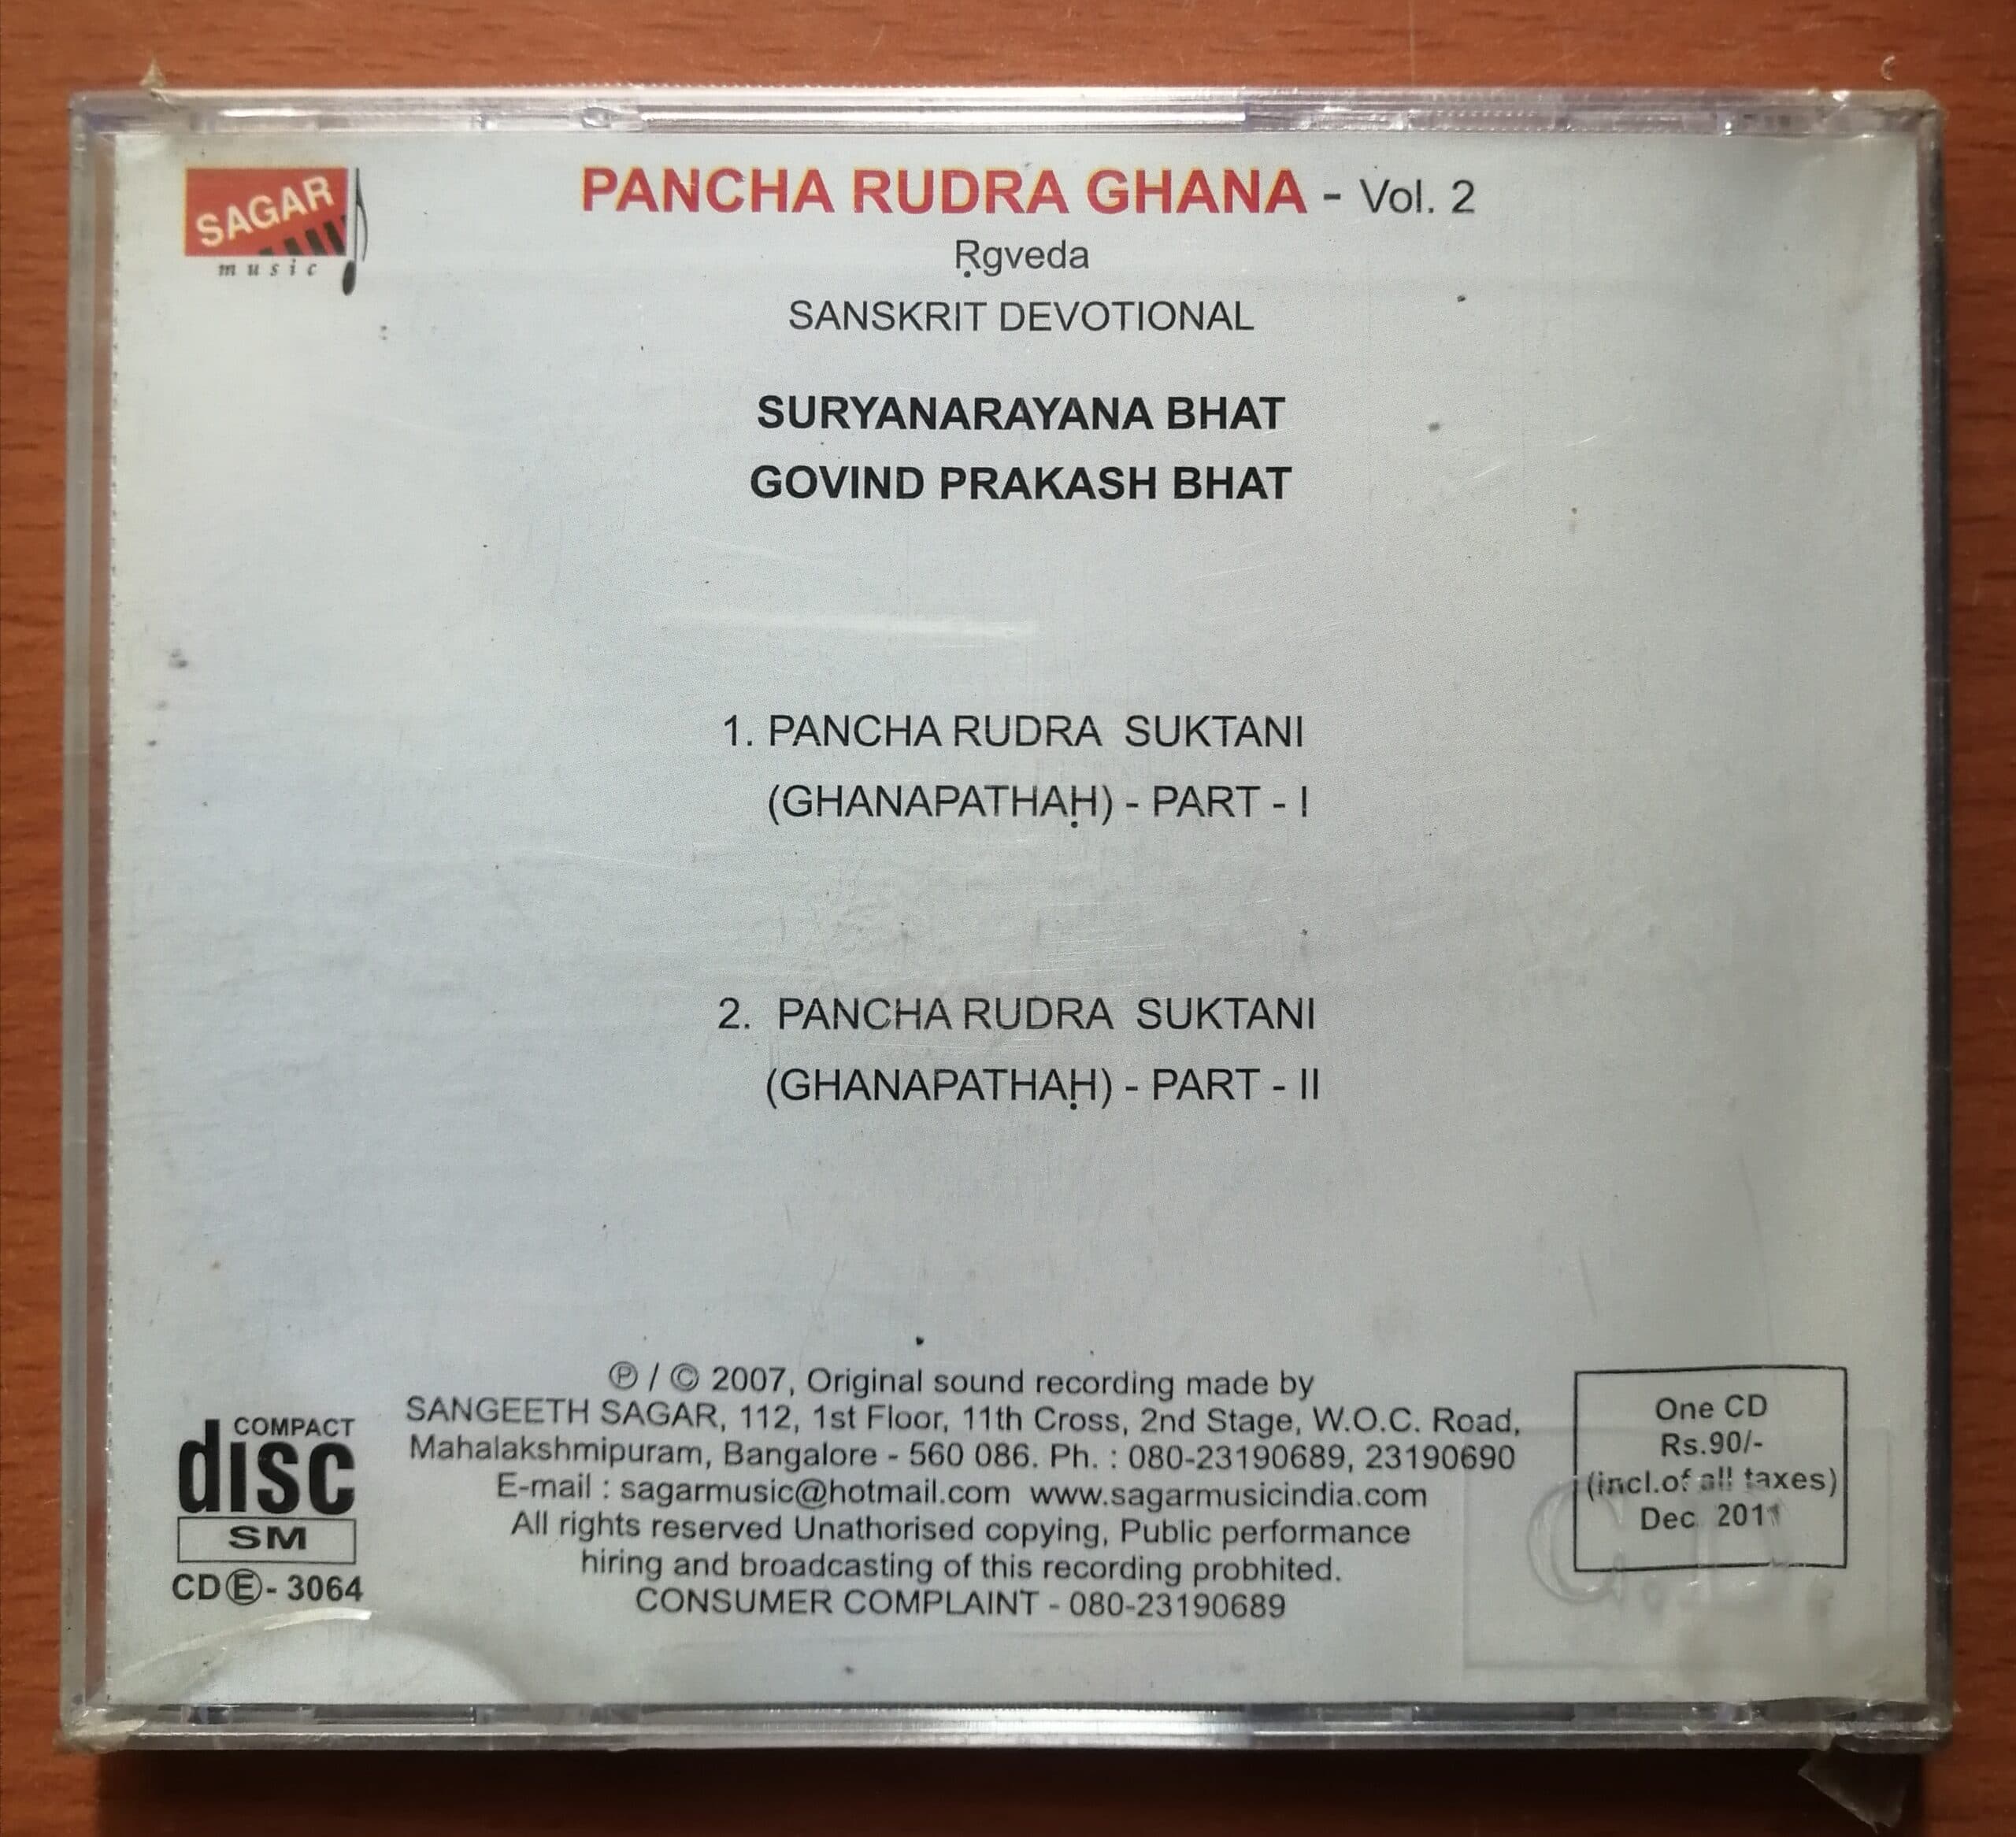 SAGAR
music
PANCHA RUDRA GHANA - Vol. 2
Ṛgveda
SANSKRIT DEVOTIONAL
SURYANARAYANA BHAT
GOVIND PRAKASH BHAT
1. PANCHA RUDRA SUKTANI
(GHANAPATHAḤ) - PART - I
2. PANCHA RUDRA SUKTANI
(GHANAPATHAḤ) - PART - II
℗ / © 2007, Original sound recording made by
SANGEETH SAGAR, 112, 1st Floor, 11th Cross, 2nd Stage, W.O.C. Road,
Mahalakshmipuram, Bangalore - 560 086. Ph. : 080-23190689, 23190690
E-mail : sagarmusic@hotmail.com www.sagarmusicindia.com
All rights reserved Unathorised copying, Public performance
hiring and broadcasting of this recording probhited.
CONSUMER COMPLAINT - 080-23190689
COMPACT
disc
SM
CDⒺ- 3064
One CD
Rs.90/-
(incl.of all taxes)
Dec 2011